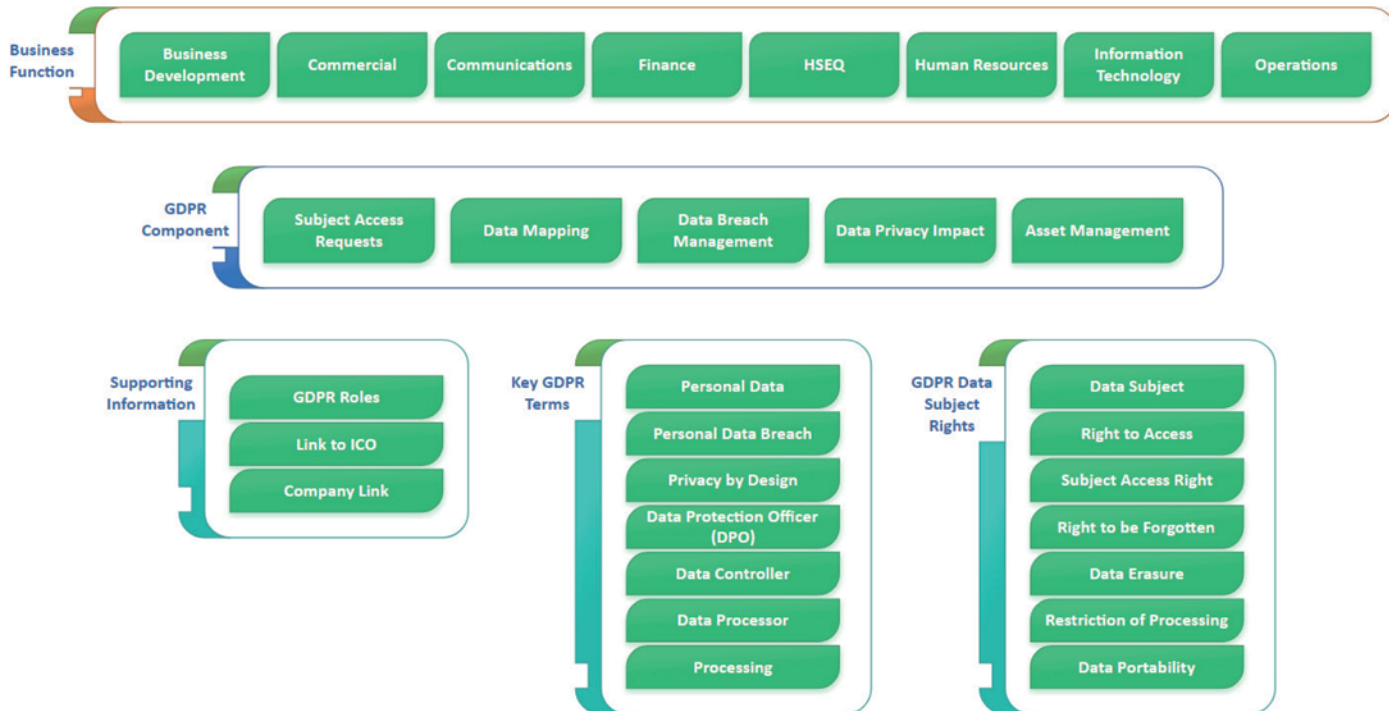 Business
Function
Business
Development
Commercial
Communications
Finance
HSEQ
Human Resources
Information
Technology
Operations
GDPR
Component
Subject Access
Requests
Data Mapping
Data Breach
Management
Data Privacy Impact
Asset Management
Supporting
Information
GDPR Roles
Link to ICO
Company Link
Key GDPR
Terms
Personal Data
Personal Data Breach
Privacy by Design
Data Protection Officer
(DPO)
Data Controller
Data Processor
Processing
GDPR Data
Subject
Rights
Data Subject
Right to Access
Subject Access Right
Right to be Forgotten
Data Erasure
Restriction of Processing
Data Portability